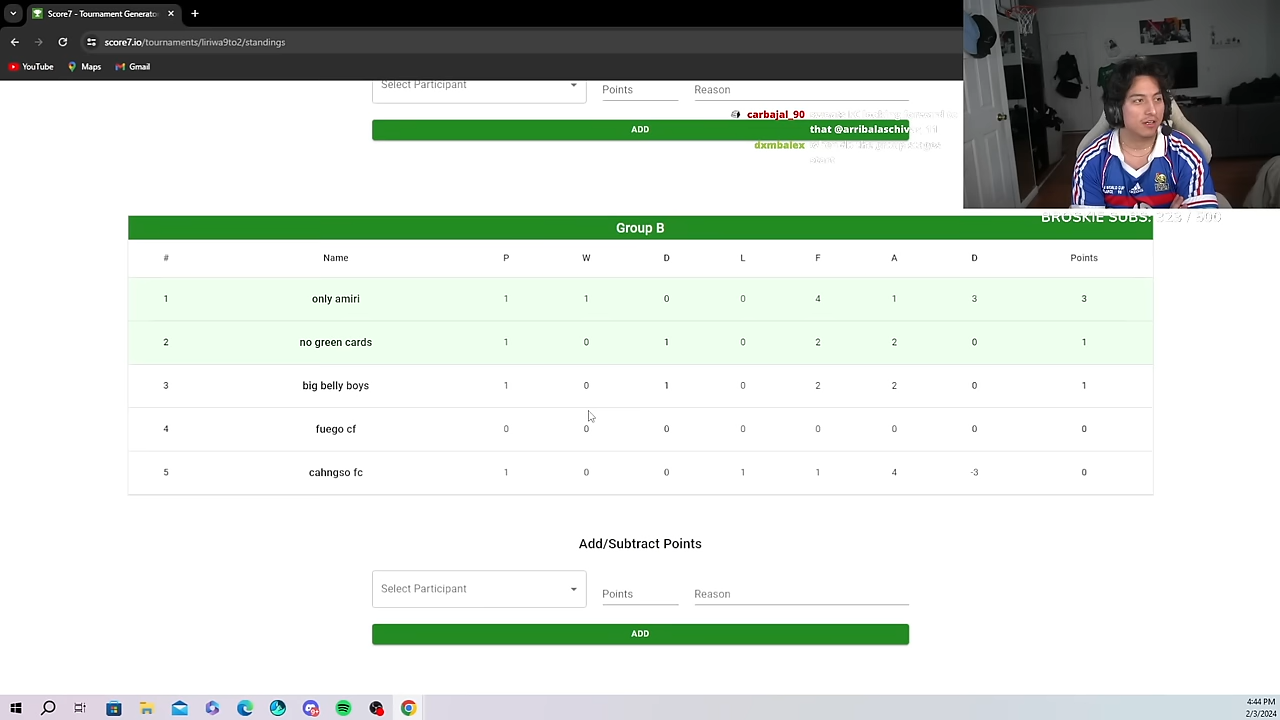 Score7 - Tournament Generato
score7.io/tournaments/liriwa9to2/standings
YouTube Maps Gmail
Select Participant Points Reason
carbajal_90
ADD that @arribalaschiv
dxmbalex
BROSKIE SUBS: 323 / 500
Group B
# Name P W D L F A D Points
1 only amiri 1 1 0 0 4 1 3 3
2 no green cards 1 0 1 0 2 2 0 1
3 big belly boys 1 0 1 0 2 2 0 1
4 fuego cf 0 0 0 0 0 0 0 0
5 cahngso fc 1 0 0 1 1 4 -3 0
Add/Subtract Points
Select Participant Points Reason
ADD
4:44 PM
2/3/2024